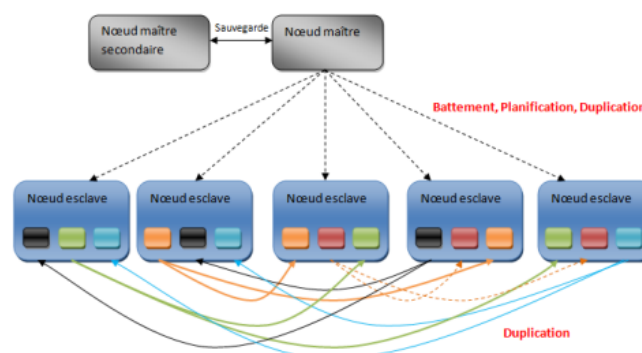 Nœud maître
secondaire
Sauvegarde
Nœud maître
Battement, Planification, Duplication
Nœud esclave
Nœud esclave
Nœud esclave
Nœud esclave
Nœud esclave
Duplication